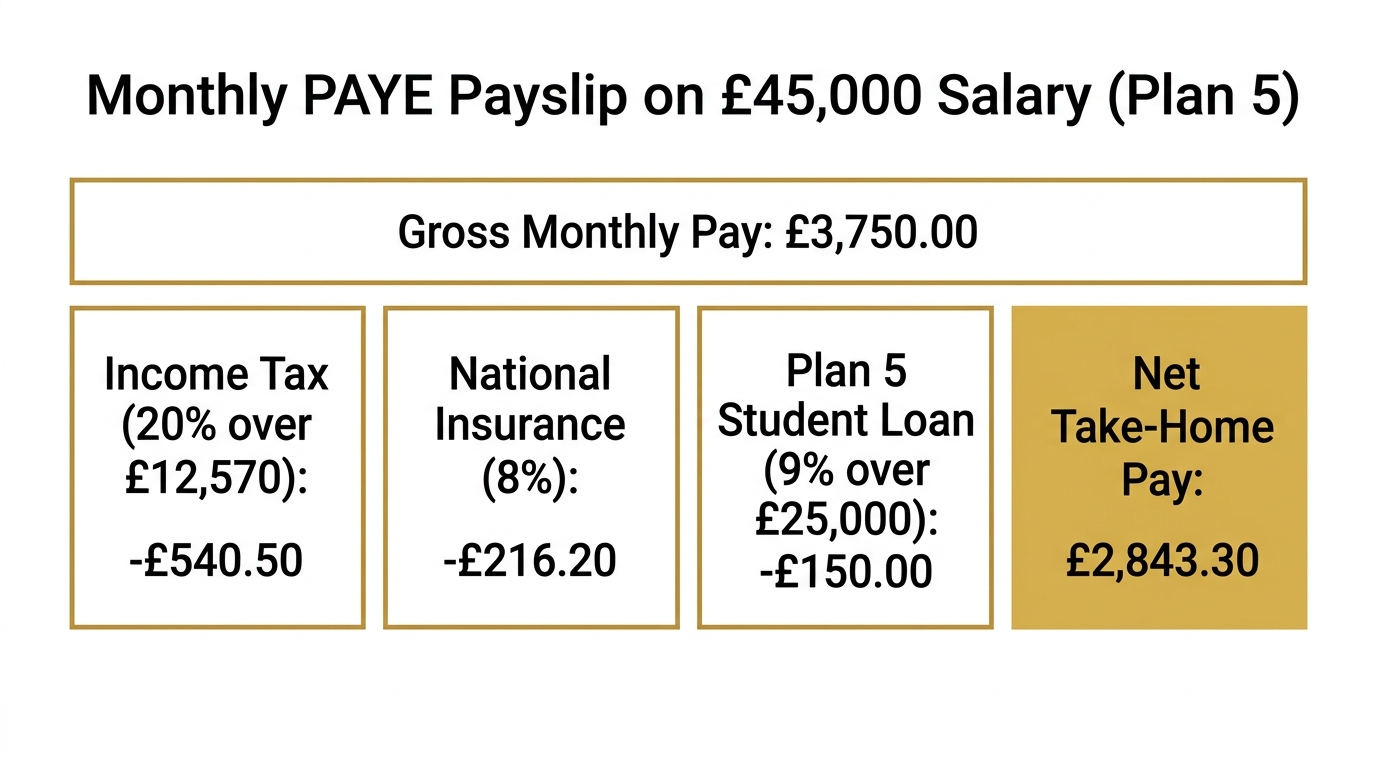 Monthly PAYE Payslip on £45,000 Salary (Plan 5)
Gross Monthly Pay: £3,750.00
Income Tax
(20% over
£12,570):
-£540.50
National
Insurance
(8%):
-£216.20
Plan 5
Student Loan
(9% over
£25,000):
-£150.00
Net
Take-Home
Pay:
£2,843.30